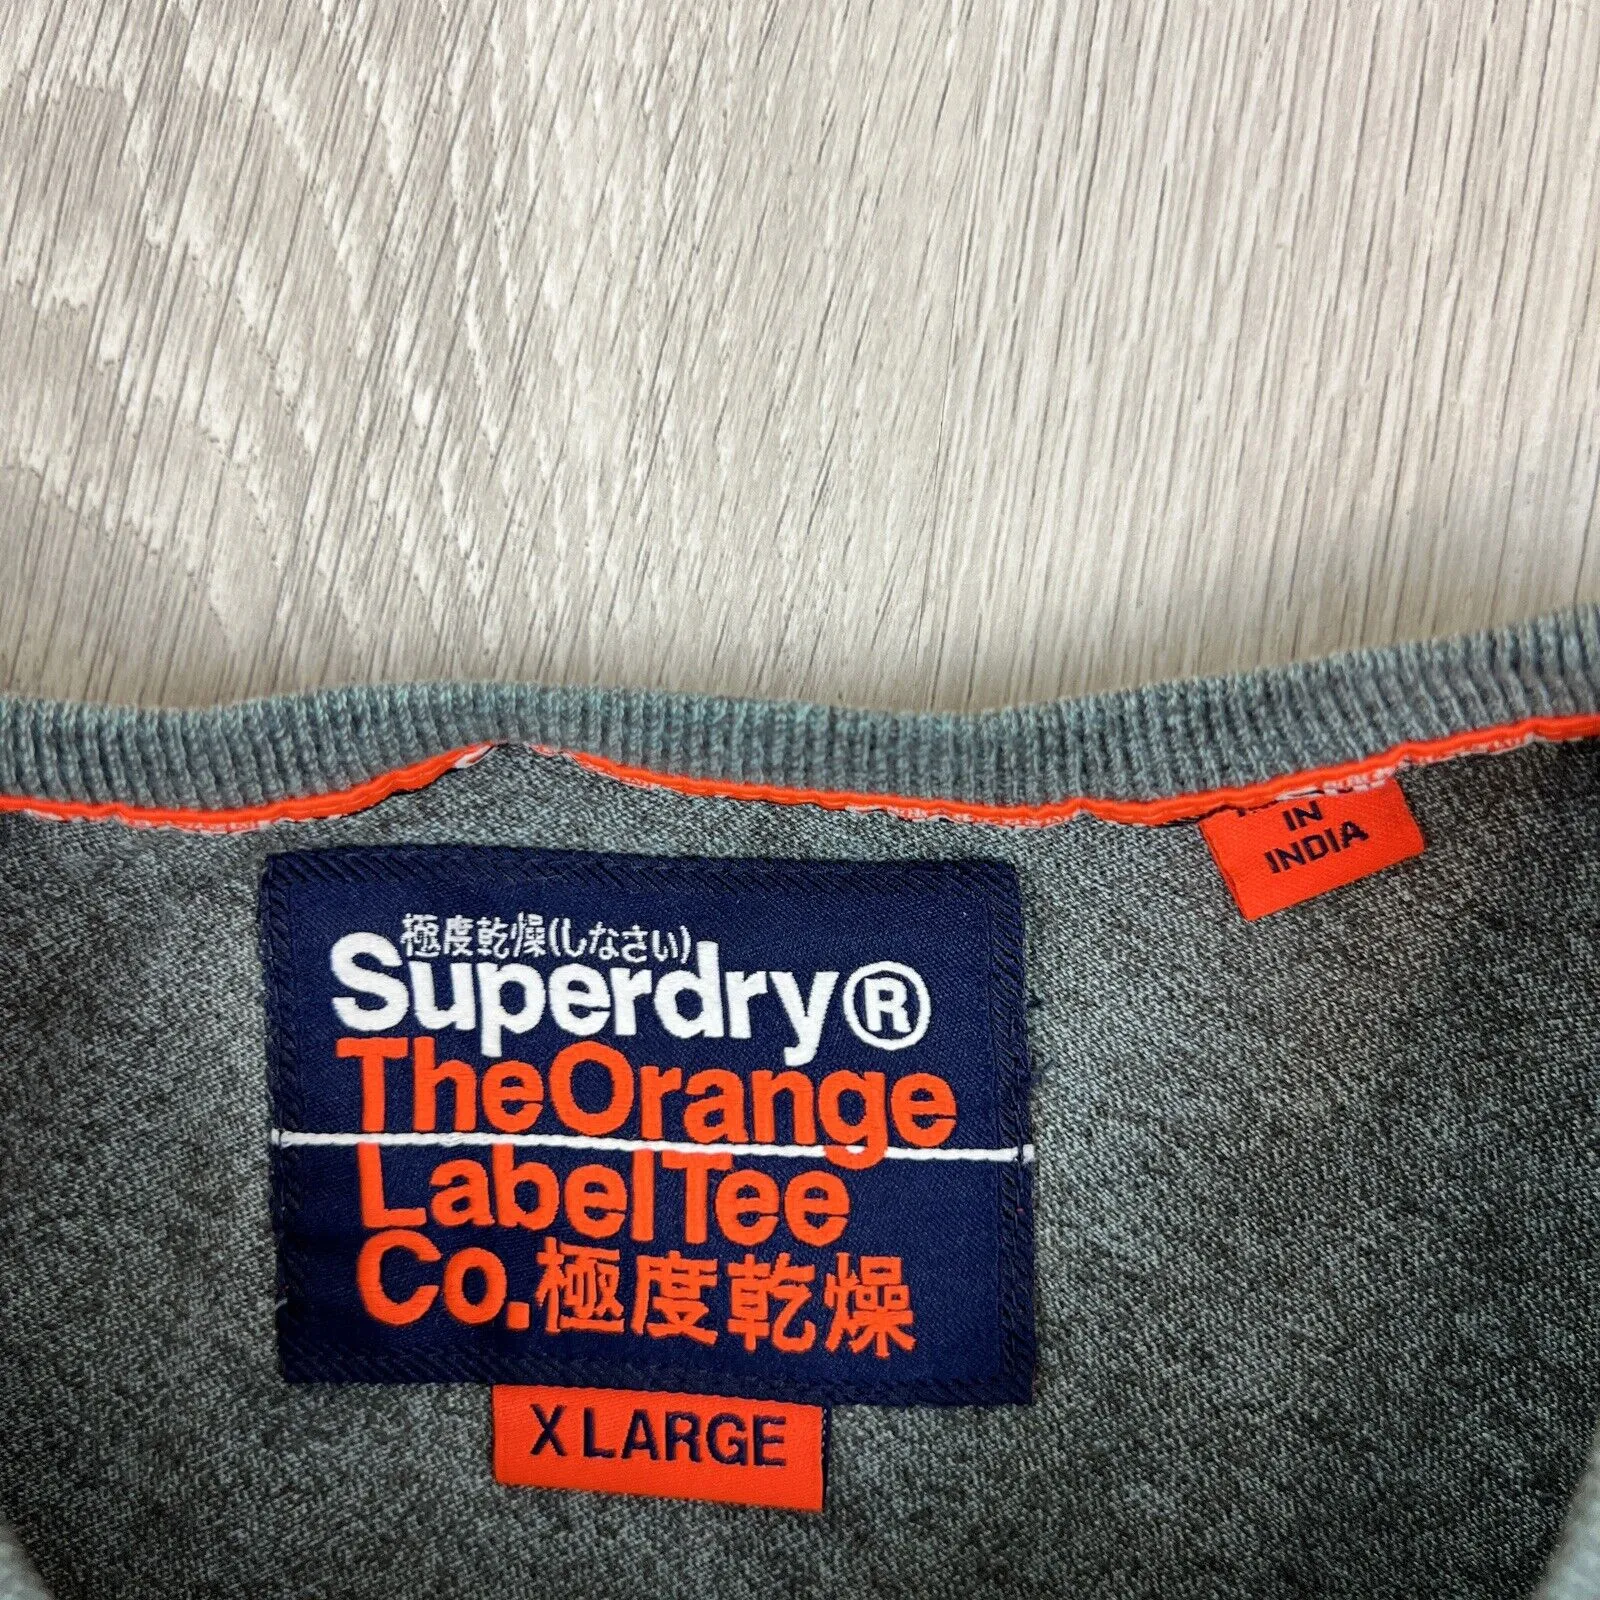 IN
INDIA
極度乾燥(しなさい)
Superdry®
TheOrange
LabelTee
Co.極度乾燥
X LARGE